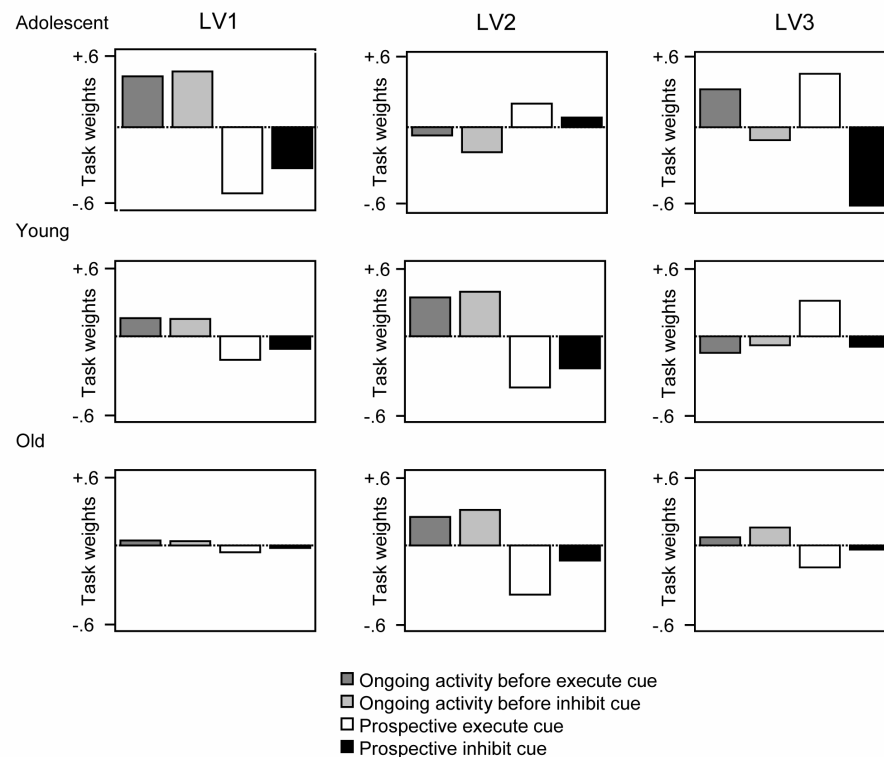 Adolescent LV1 LV2 LV3
+.6 +.6 +.6
Task weights Task weights Task weights
-.6 -.6 -.6
Young
+.6 +.6 +.6
Task weights Task weights Task weights
-.6 -.6 -.6
Old
+.6 +.6 +.6
Task weights Task weights Task weights
-.6 -.6 -.6
Ongoing activity before execute cue
Ongoing activity before inhibit cue
Prospective execute cue
Prospective inhibit cue